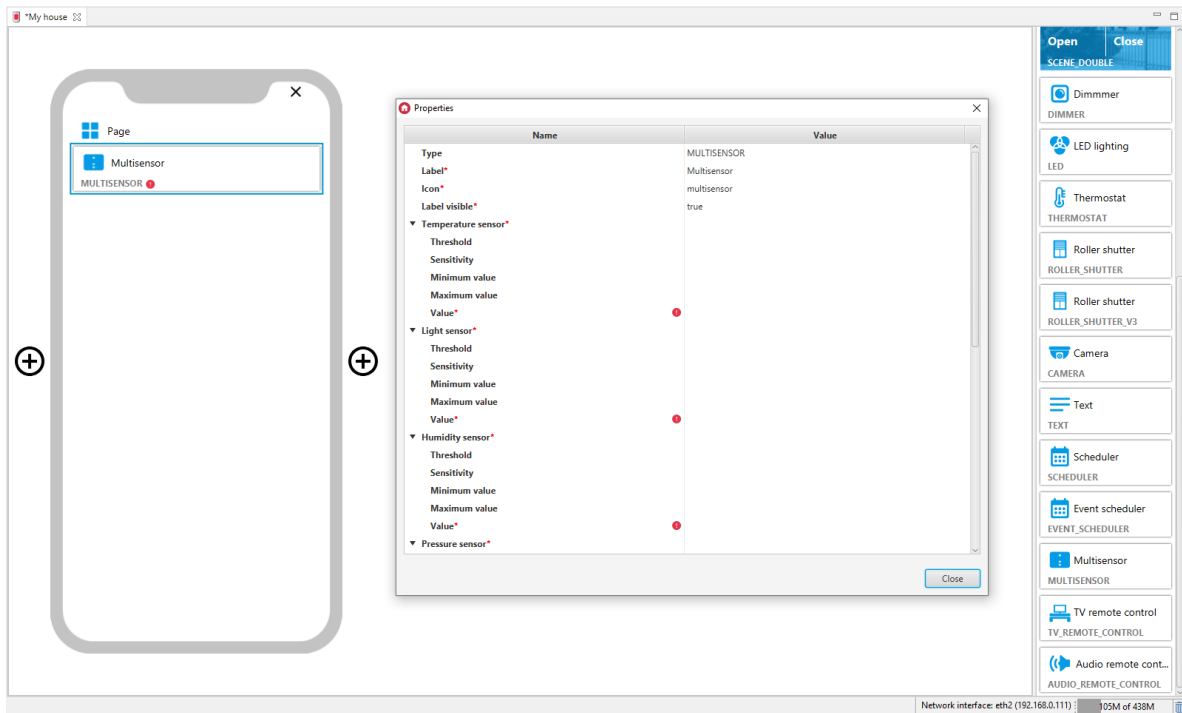 *My house
Page
Multisensor
MULTISENSOR
Properties
Name Value
Type MULTISENSOR
Label* Multisensor
Icon* multisensor
Label visible* true
Temperature sensor*
Threshold
Sensitivity
Minimum value
Maximum value
Value*
Light sensor*
Threshold
Sensitivity
Minimum value
Maximum value
Value*
Humidity sensor*
Threshold
Sensitivity
Minimum value
Maximum value
Value*
Pressure sensor*
Close
Open Close
SCENE_DOUBLE
Dimmmer
DIMMER
LED lighting
LED
Thermostat
THERMOSTAT
Roller shutter
ROLLER_SHUTTER
Roller shutter
ROLLER_SHUTTER_V3
Camera
CAMERA
Text
TEXT
Scheduler
SCHEDULER
Event scheduler
EVENT_SCHEDULER
Multisensor
MULTISENSOR
TV remote control
TV_REMOTE_CONTROL
Audio remote cont...
AUDIO_REMOTE_CONTROL
Network interface: eth2 (192.168.0.111) 105M of 438M